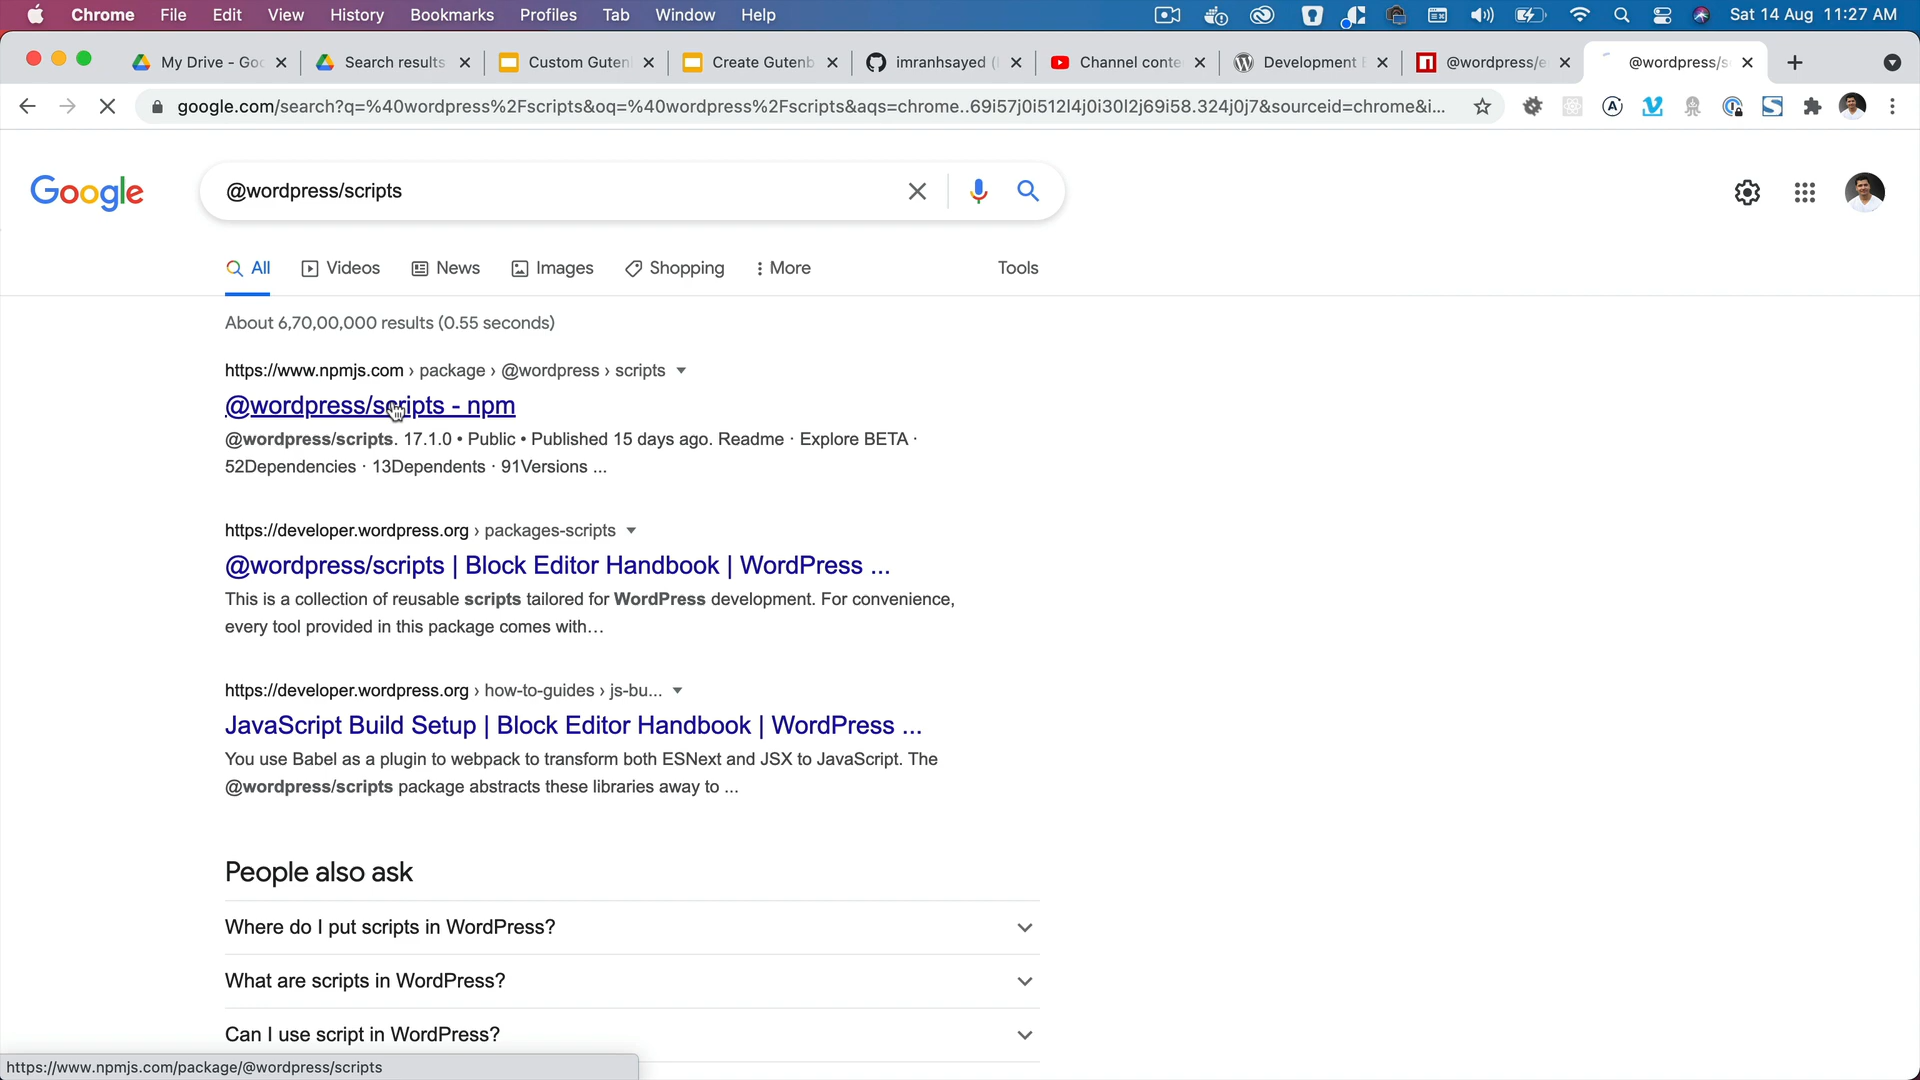 Chrome File Edit View History Bookmarks Profiles Tab Window Help Sat 14 Aug 11:27 AM
My Drive - Goo Search results Custom Guten Create Gutenb imranhsayed ( Channel conte Development E @wordpress/e @wordpress/s
google.com/search?q=%40wordpress%2Fscripts&oq=%40wordpress%2Fscripts&aqs=chrome..69i57j0i512l4j0i30l2j69i58.324j0j7&sourceid=chrome&i...
Google @wordpress/scripts
All Videos News Images Shopping More Tools
About 6,70,00,000 results (0.55 seconds)
https://www.npmjs.com › package › @wordpress › scripts
@wordpress/scripts - npm
@wordpress/scripts. 17.1.0 • Public • Published 15 days ago. Readme · Explore BETA ·
52Dependencies · 13Dependents · 91Versions ...
https://developer.wordpress.org › packages-scripts
@wordpress/scripts | Block Editor Handbook | WordPress ...
This is a collection of reusable scripts tailored for WordPress development. For convenience,
every tool provided in this package comes with…
https://developer.wordpress.org › how-to-guides › js-bu...
JavaScript Build Setup | Block Editor Handbook | WordPress ...
You use Babel as a plugin to webpack to transform both ESNext and JSX to JavaScript. The
@wordpress/scripts package abstracts these libraries away to ...
People also ask
Where do I put scripts in WordPress?
What are scripts in WordPress?
Can I use script in WordPress?
https://www.npmjs.com/package/@wordpress/scripts